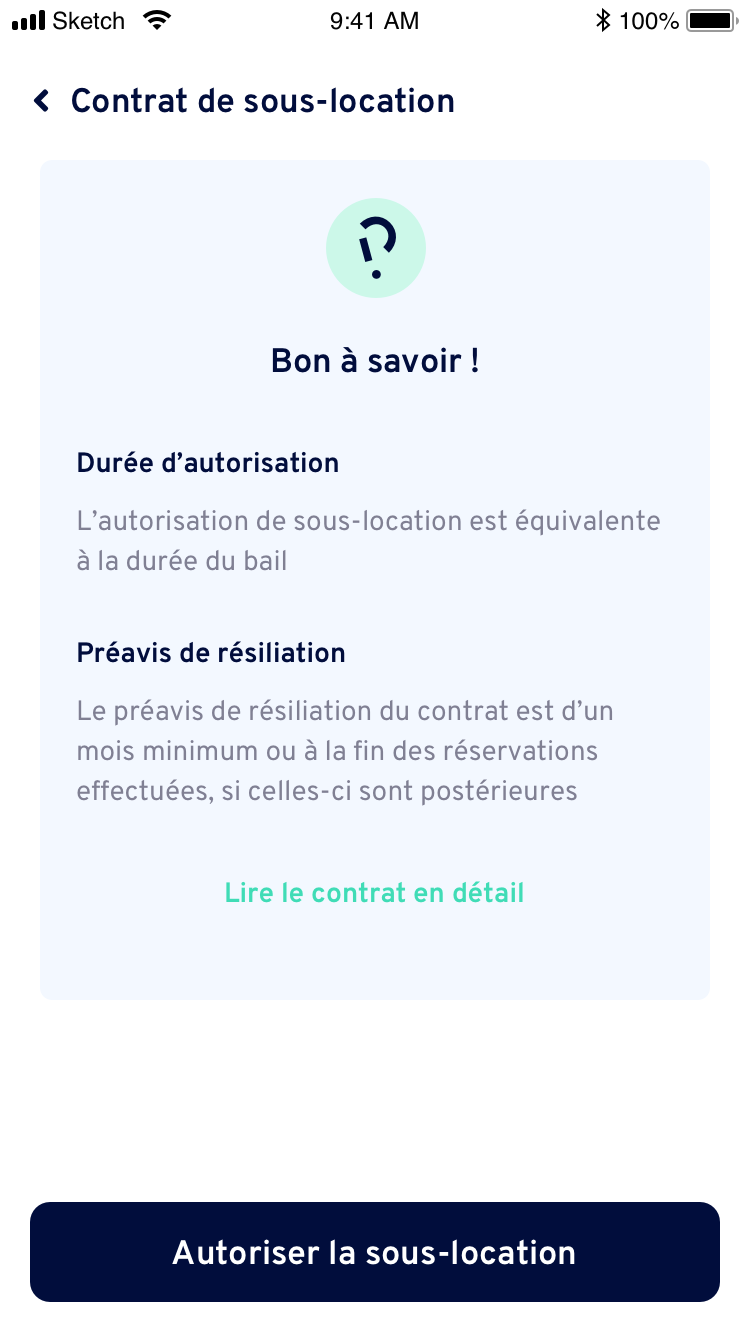 Sketch 9:41 AM 100%
Contrat de sous-location
Bon à savoir !
Durée d’autorisation
L’autorisation de sous-location est équivalente
à la durée du bail
Préavis de résiliation
Le préavis de résiliation du contrat est d’un
mois minimum ou à la fin des réservations
effectuées, si celles-ci sont postérieures
Lire le contrat en détail
Autoriser la sous-location